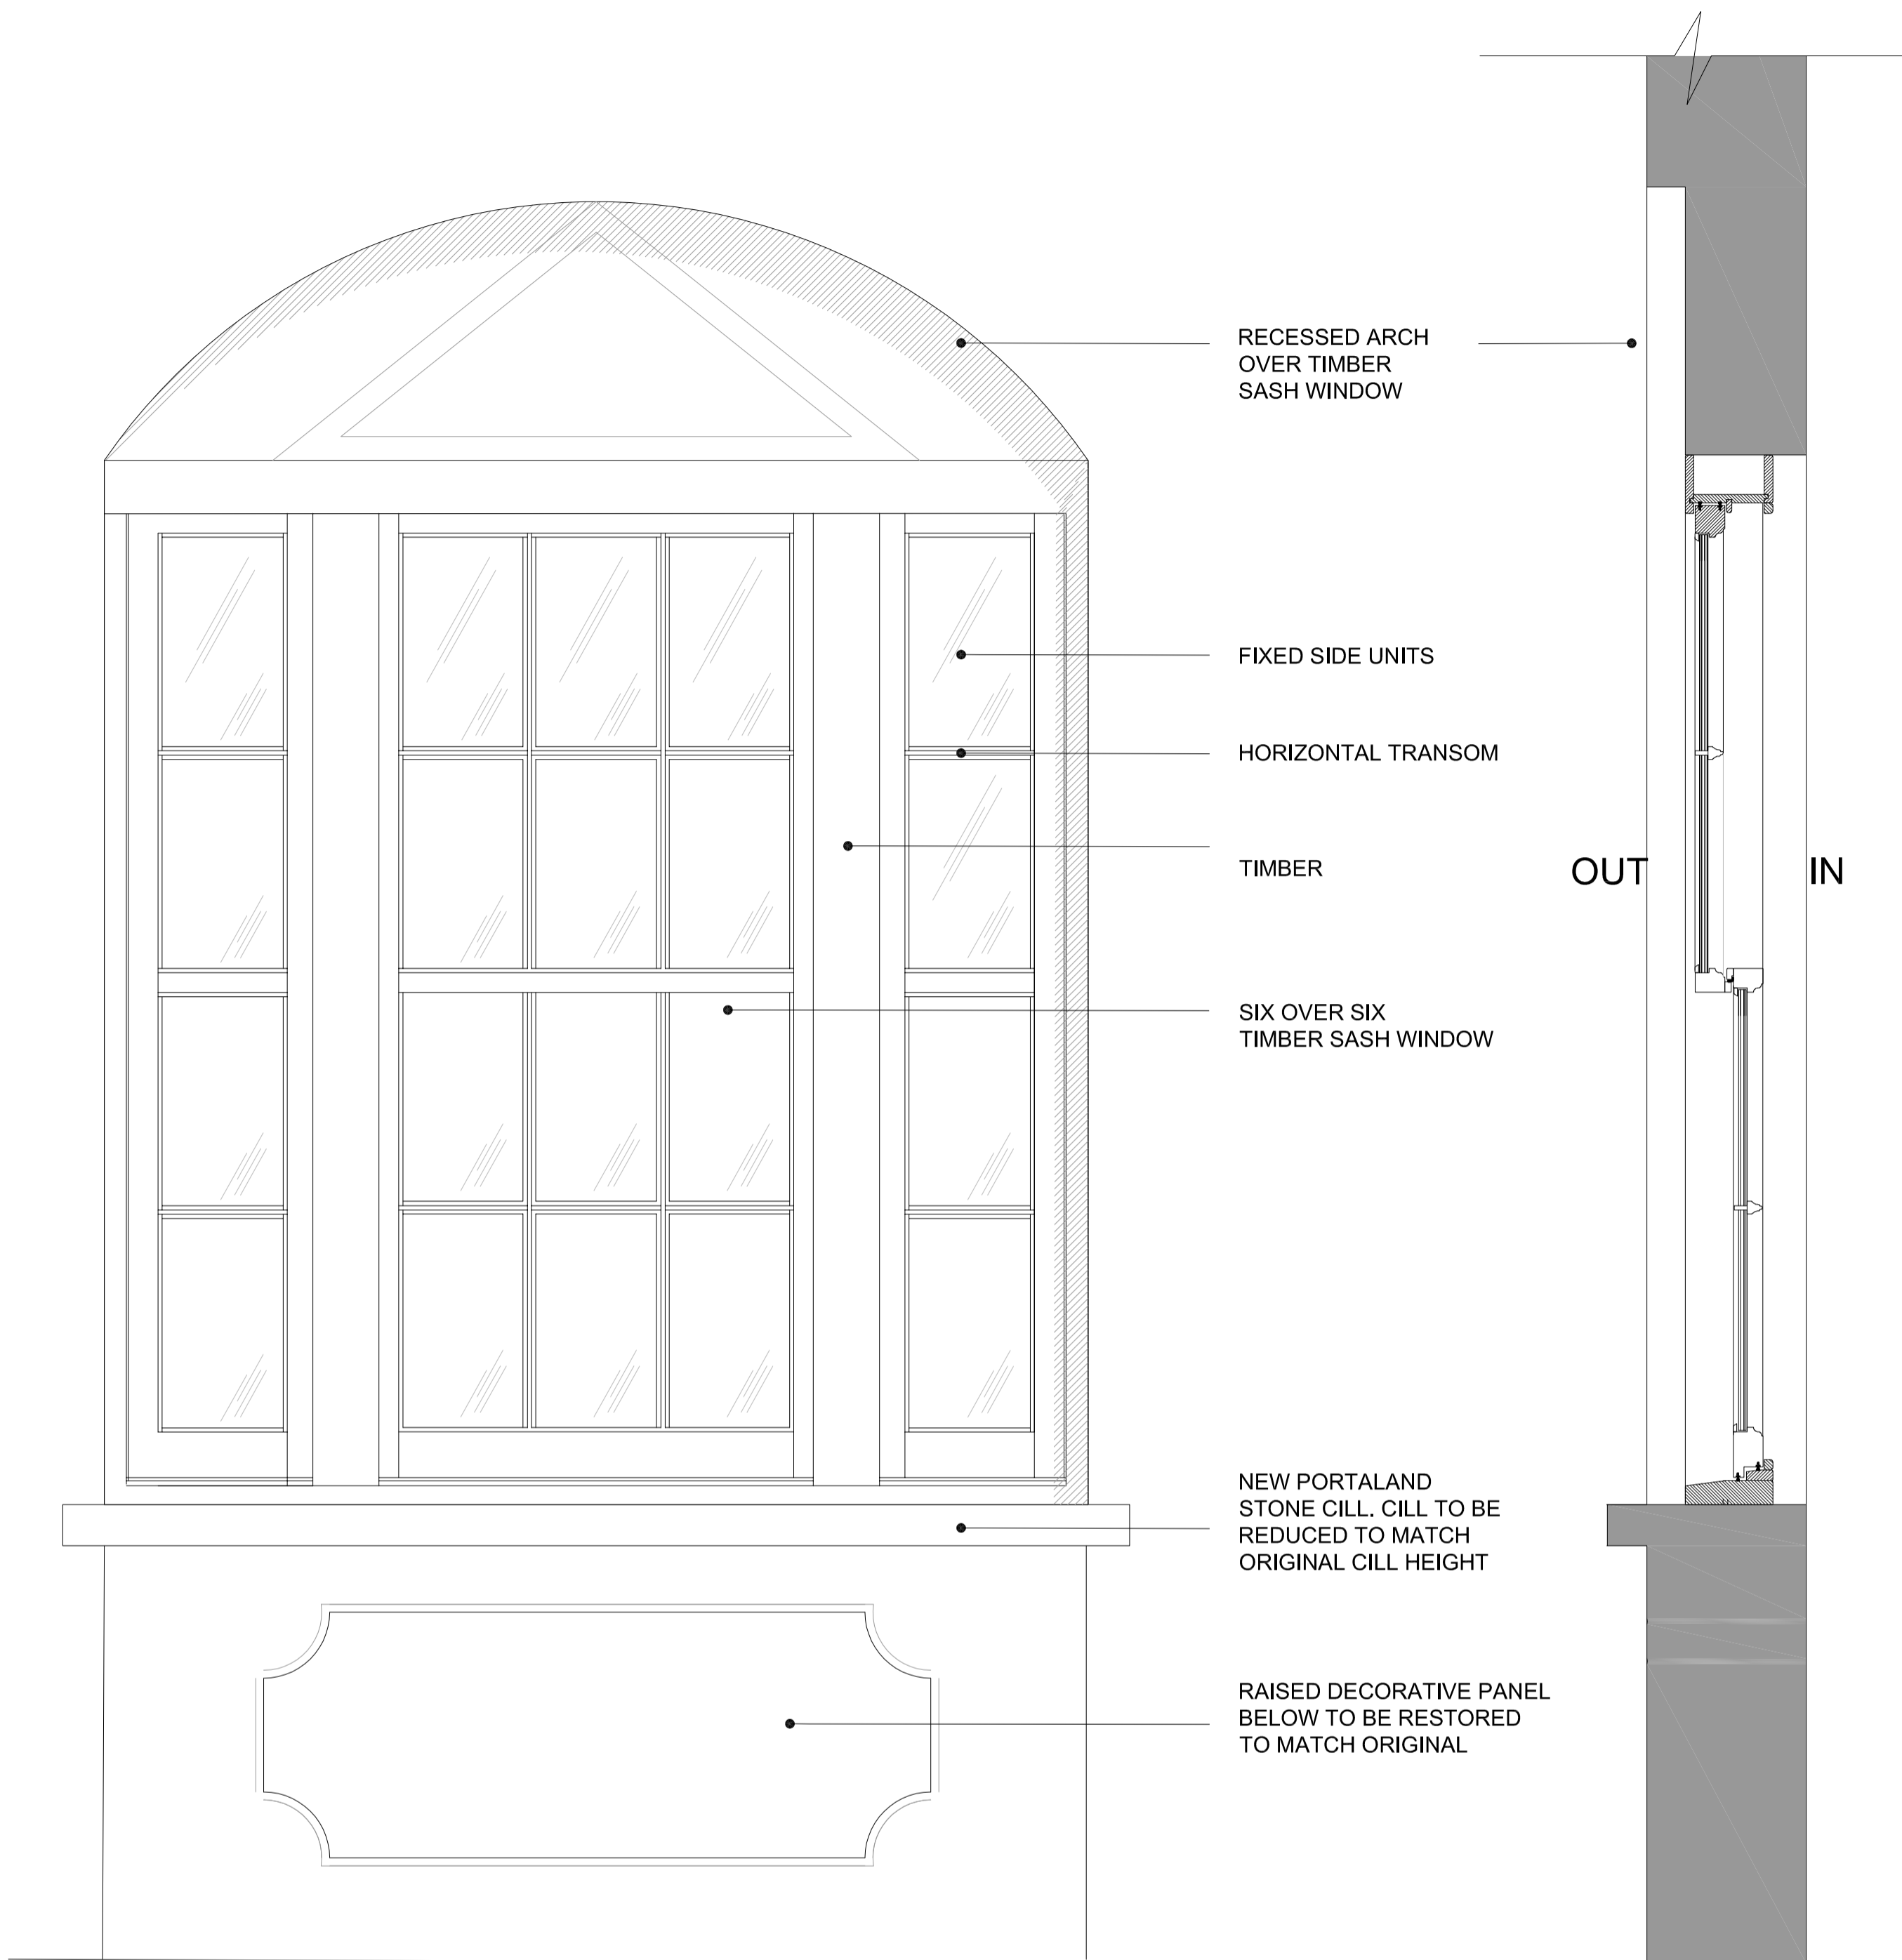 RECESSED ARCH
OVER TIMBER
SASH WINDOW
FIXED SIDE UNITS
HORIZONTAL TRANSOM
TIMBER
OUT
IN
SIX OVER SIX
TIMBER SASH WINDOW
NEW PORTALAND
STONE CILL. CILL TO BE
REDUCED TO MATCH
ORIGINAL CILL HEIGHT
RAISED DECORATIVE PANEL
BELOW TO BE RESTORED
TO MATCH ORIGINAL